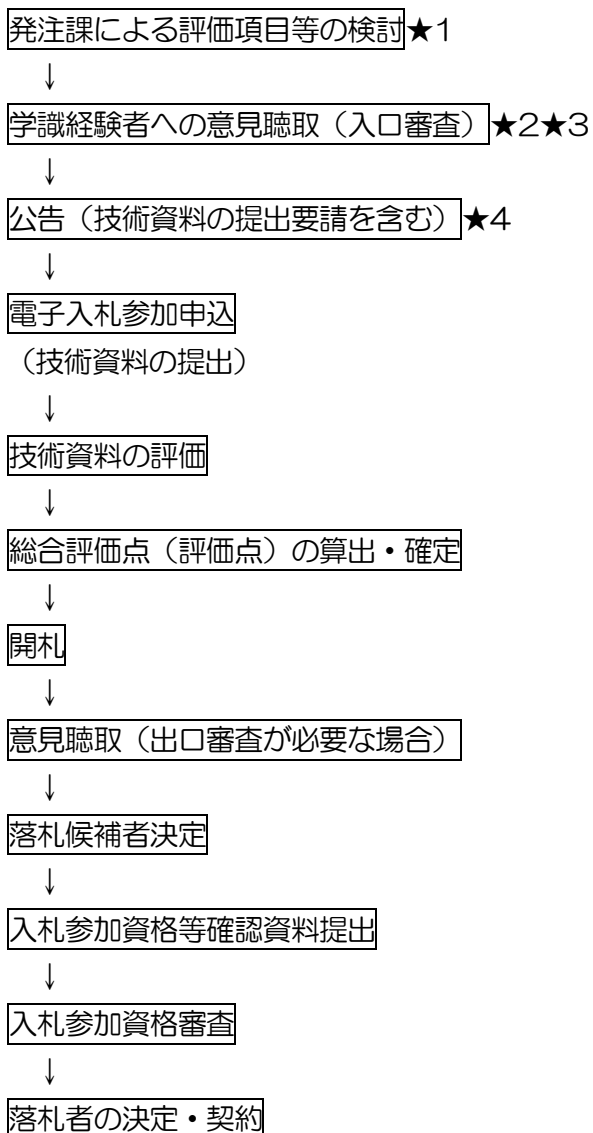 発注課による評価項目等の検討★1
↓
学識経験者への意見聴取（入口審査）★2★3
↓
公告（技術資料の提出要請を含む）★4
↓
電子入札参加申込
（技術資料の提出）
↓
技術資料の評価
↓
総合評価点（評価点）の算出・確定
↓
開札
↓
意見聴取（出口審査が必要な場合）
↓
落札候補者決定
↓
入札参加資格等確認資料提出
↓
入札参加資格審査
↓
落札者の決定・契約